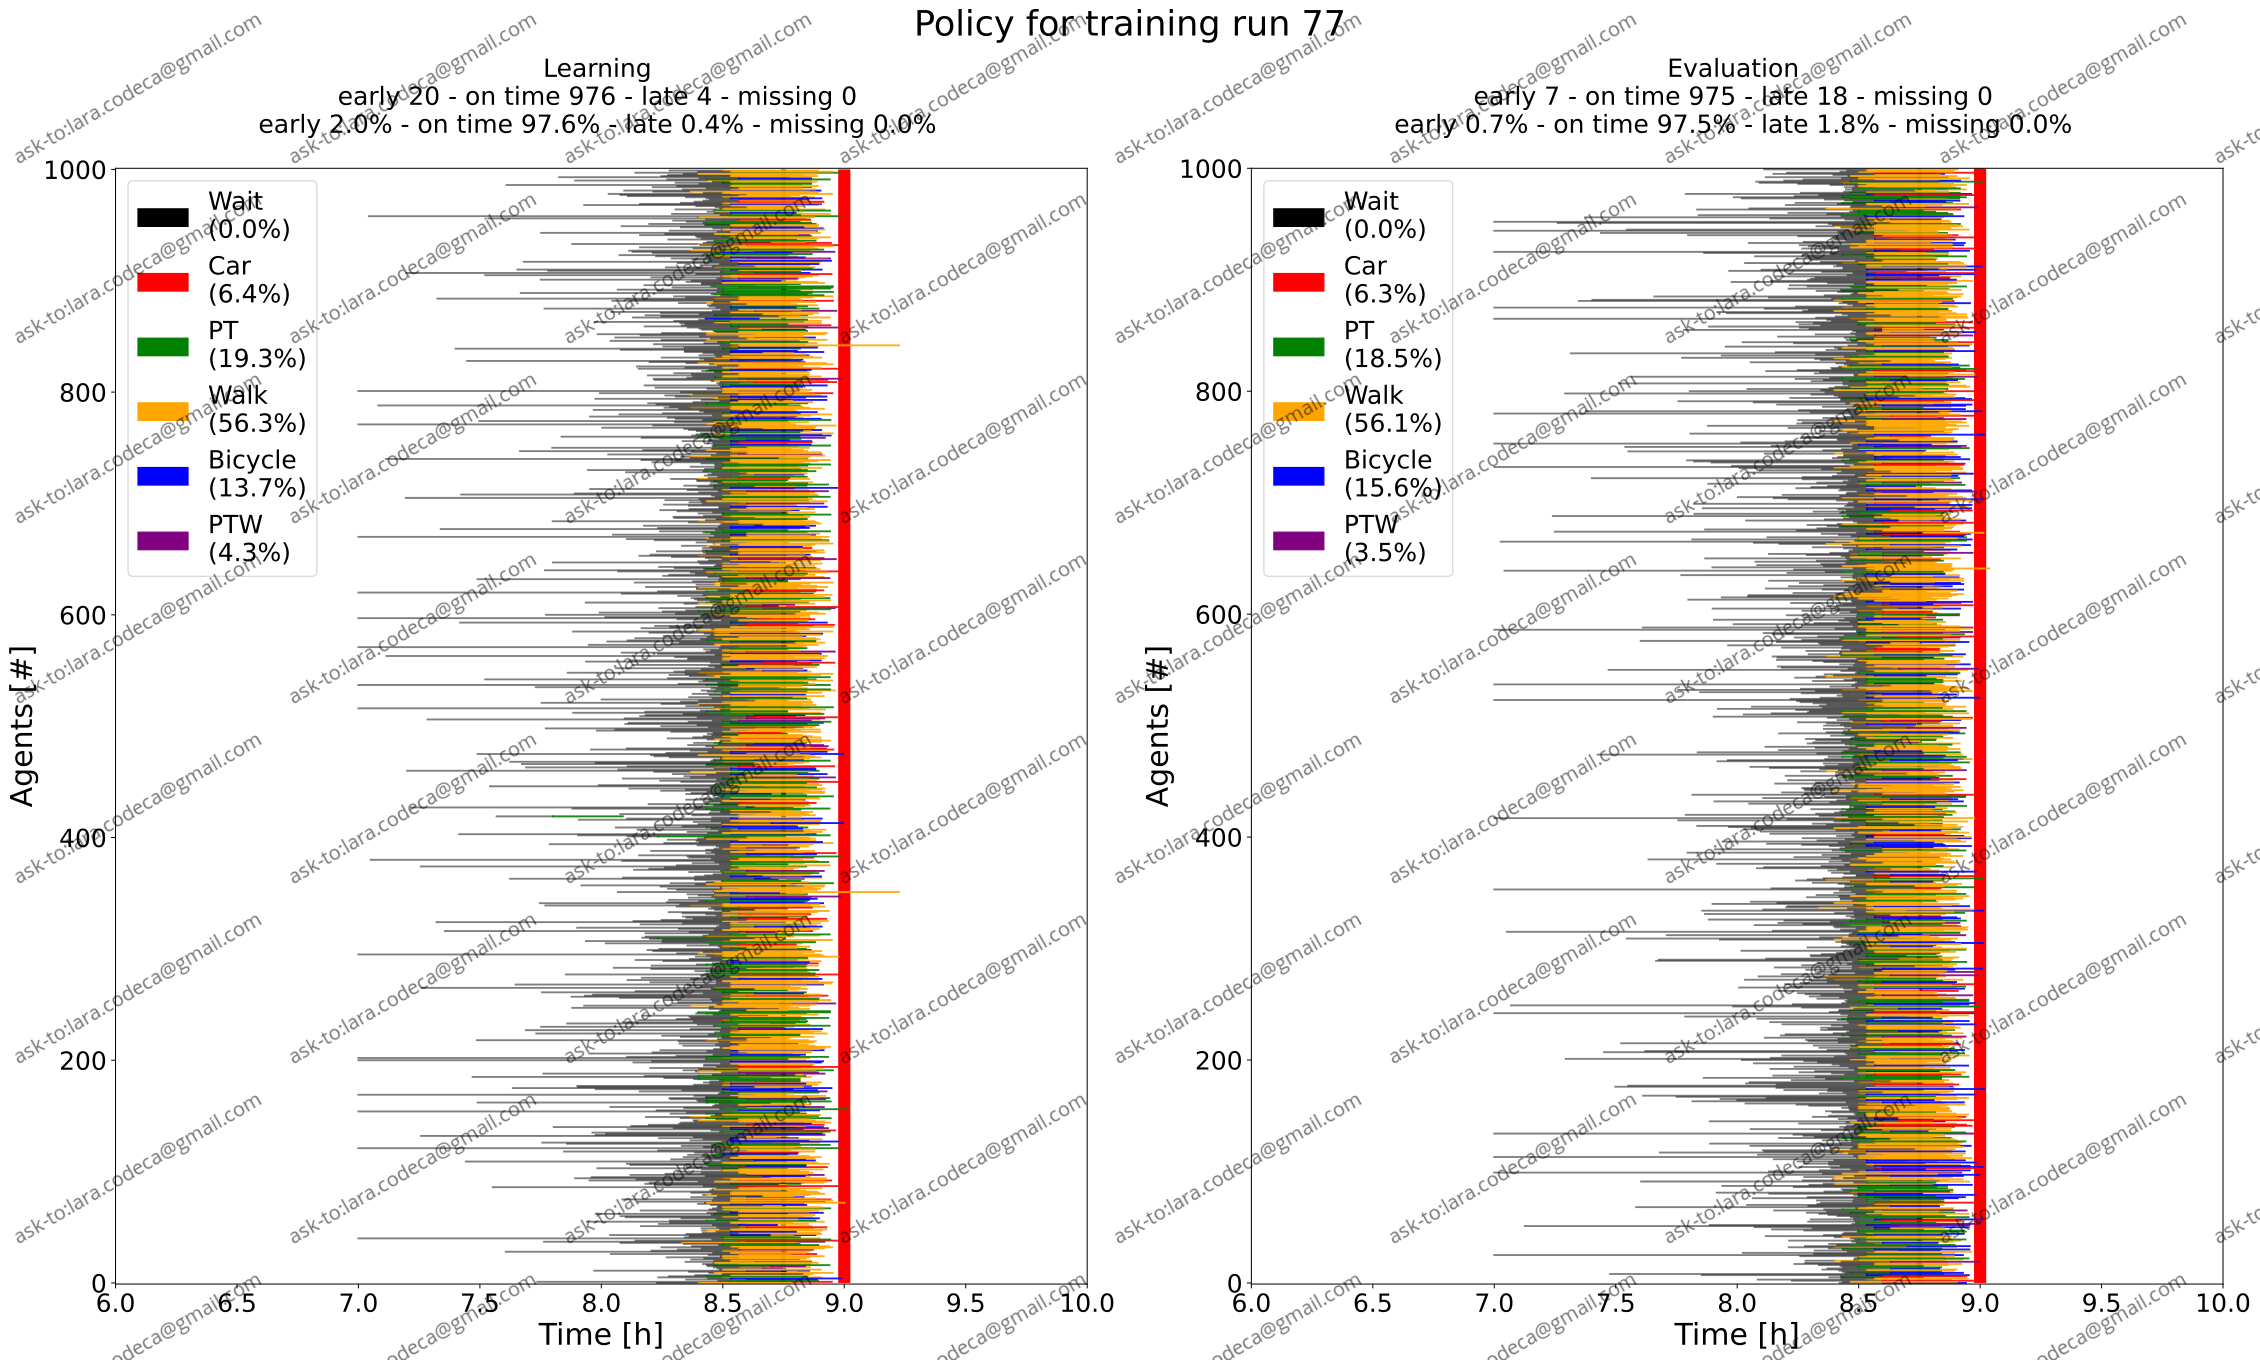 Policy for training run 77
Learning
early 20 - on time 976 - late 4 - missing 0
early 2.0% - on time 97.6% - late 0.4% - missing 0.0%
1000
800
600
400
200
0
Agents [#]
Wait
(0.0%)
Car
(6.4%)
PT
(19.3%)
Walk
(56.3%)
Bicycle
(13.7%)
PTW
(4.3%)
6.0 6.5 7.0 7.5 8.0 8.5 9.0 9.5 10.0
Time [h]
Evaluation
early 7 - on time 975 - late 18 - missing 0
early 0.7% - on time 97.5% - late 1.8% - missing 0.0%
1000
800
600
400
200
0
Agents [#]
Wait
(0.0%)
Car
(6.3%)
PT
(18.5%)
Walk
(56.1%)
Bicycle
(15.6%)
PTW
(3.5%)
6.0 6.5 7.0 7.5 8.0 8.5 9.0 9.5 10.0
Time [h]
ask-to:lara.codeca@gmail.com